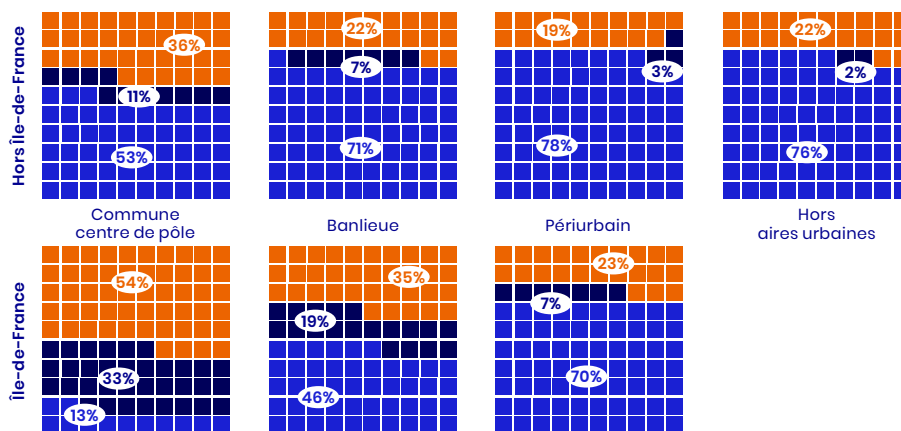 Hors Île-de-France
36%
11%
53%
22%
7%
71%
19%
3%
78%
22%
2%
76%
Commune
centre de pôle
Banlieue
Périurbain
Hors
aires urbaines
Île-de-France
54%
33%
13%
35%
19%
46%
23%
7%
70%